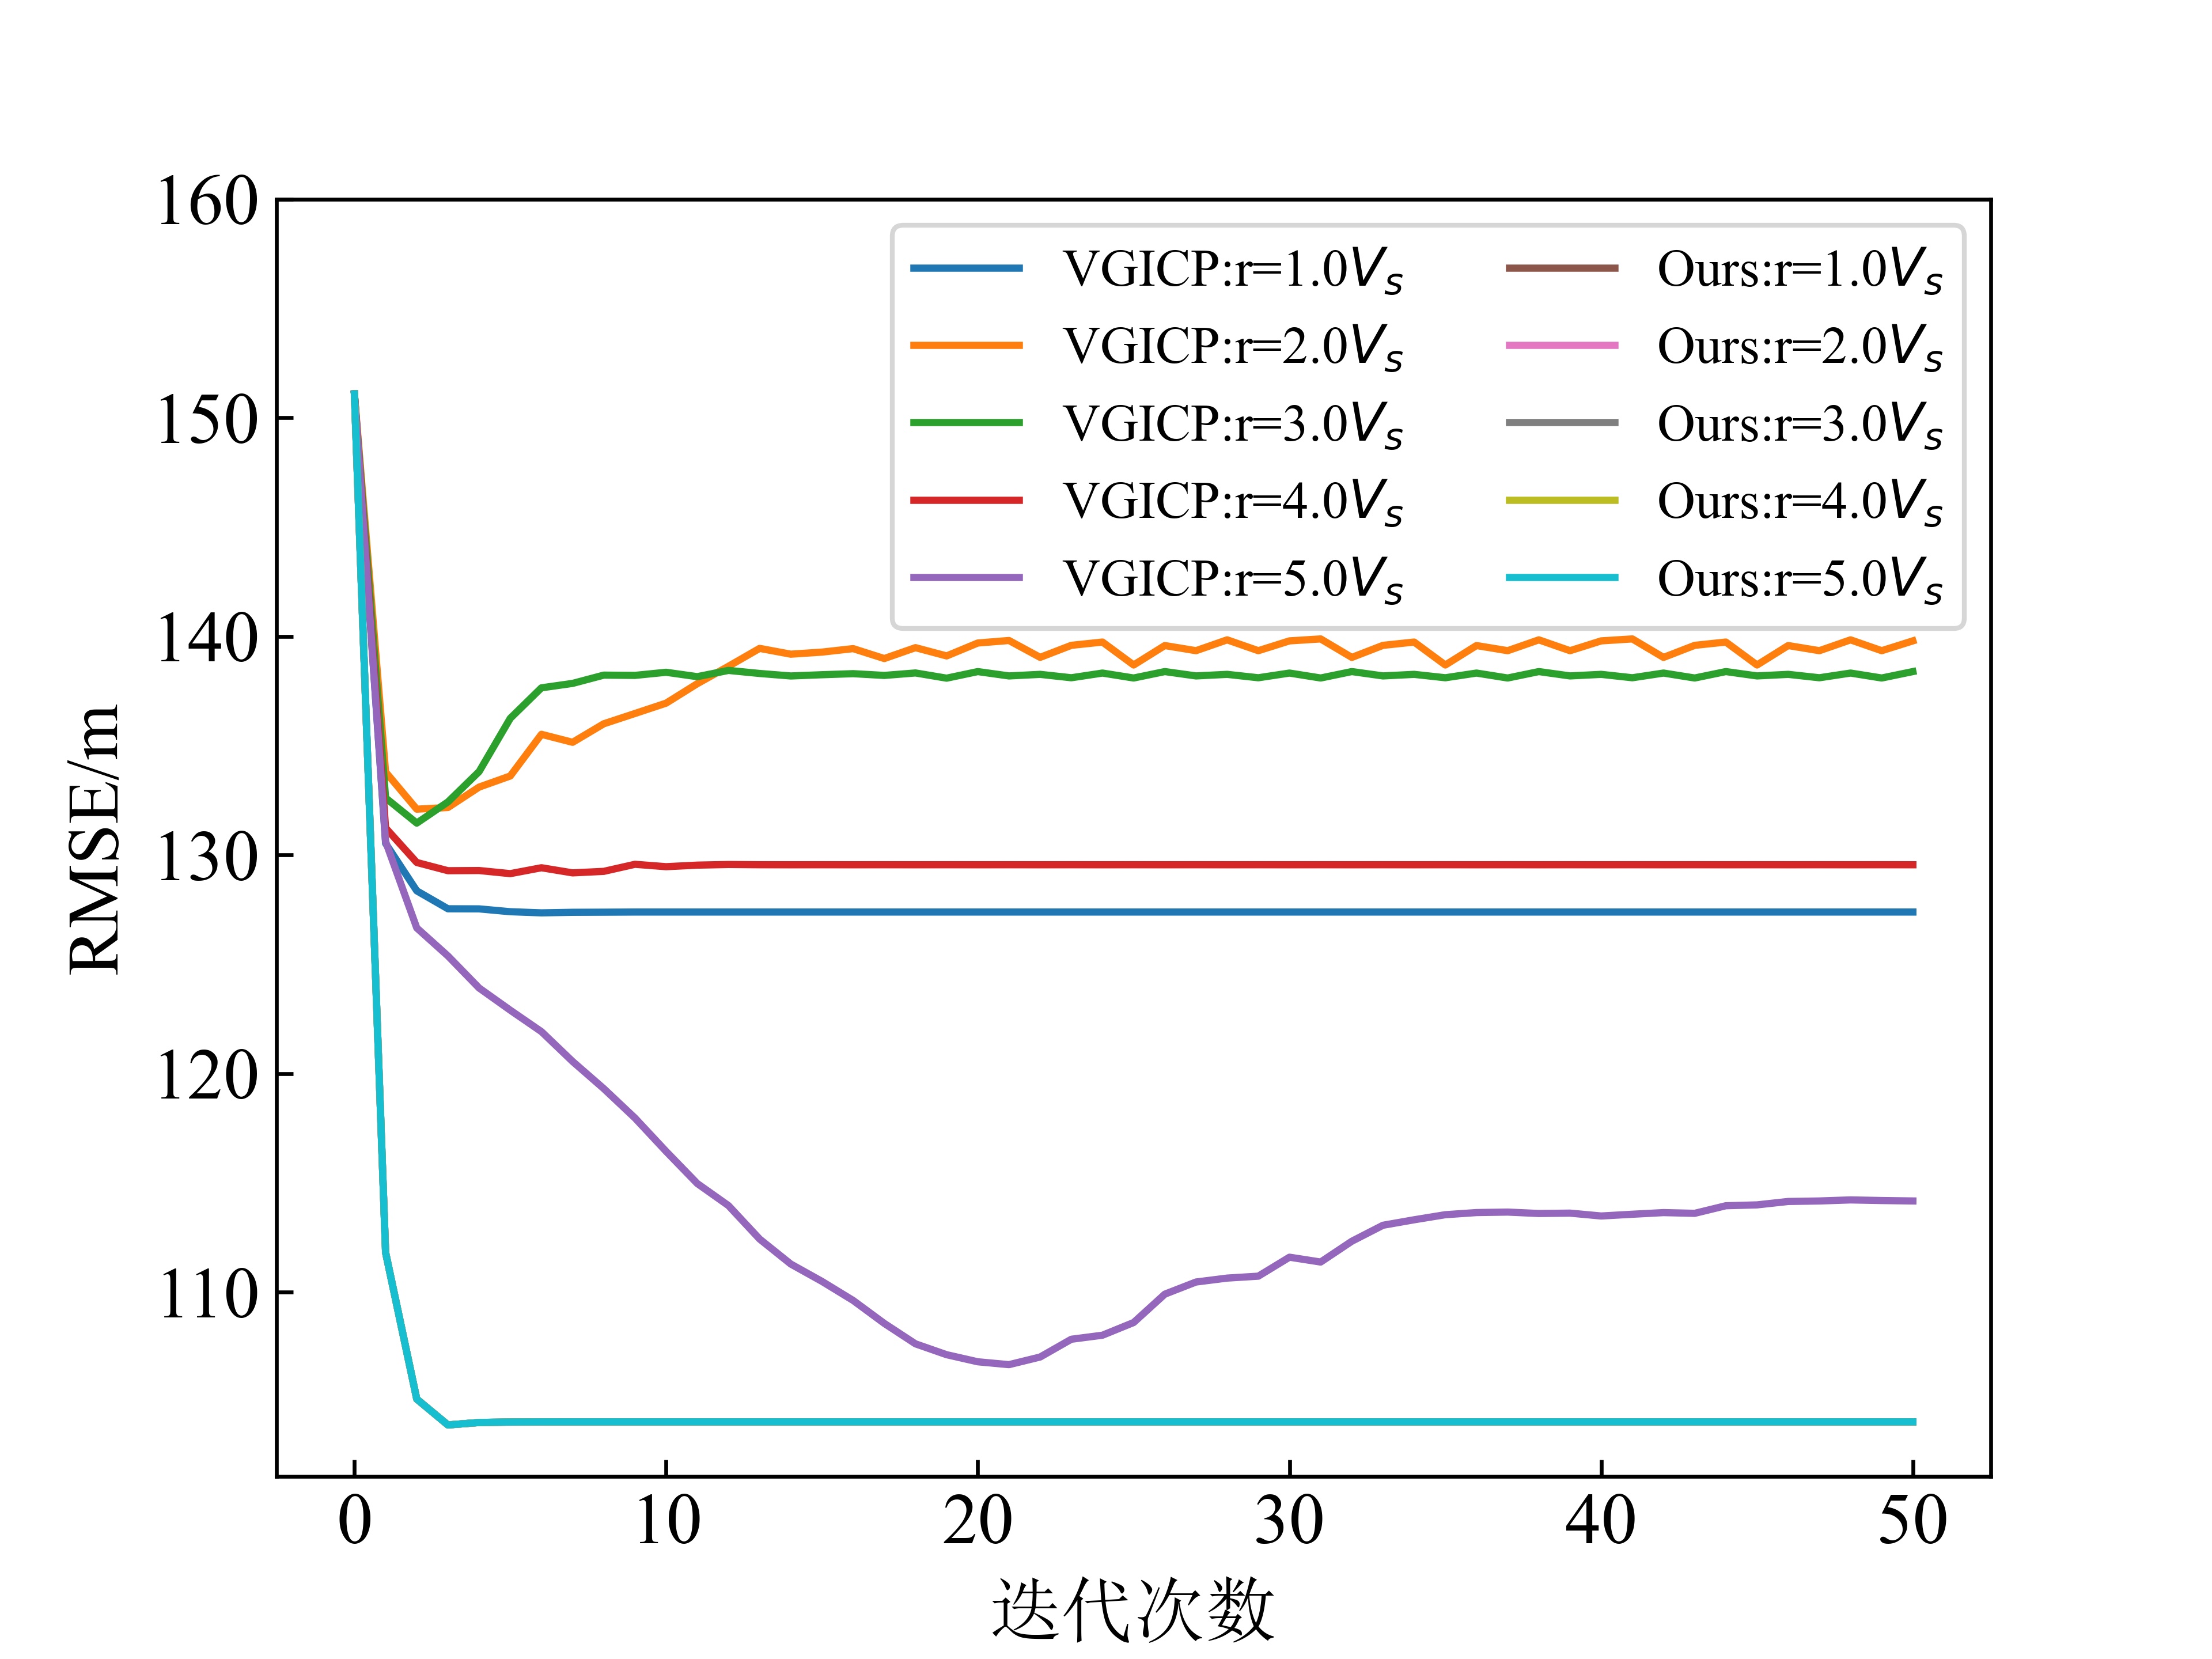 160
150
140
130
120
110
RMSE/m
VGICP:r=1.0Vs
VGICP:r=2.0Vs
VGICP:r=3.0Vs
VGICP:r=4.0Vs
VGICP:r=5.0Vs
Ours:r=1.0Vs
Ours:r=2.0Vs
Ours:r=3.0Vs
Ours:r=4.0Vs
Ours:r=5.0Vs
0 10 20 30 40 50
迭代次数